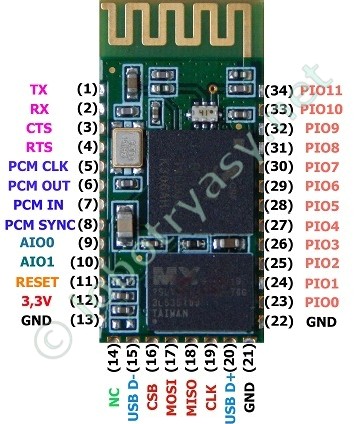 TX (1) (34) PIO11
RX (2) (33) PIO10
CTS (3) (32) PIO9
RTS (4) (31) PIO8
PCM CLK (5) (30) PIO7
PCM OUT (6) (29) PIO6
PCM IN (7) (28) PIO5
PCM SYNC (8) (27) PIO4
AIO0 (9) (26) PIO3
AIO1 (10) (25) PIO2
RESET (11) (24) PIO1
3,3V (12) (23) PIO0
GND (13) (22) GND
MX
TAIWAN
(14) (15) (16) (17) (18) (19) (20) (21)
NC USB D- CSB MOSI MISO CLK USB D+ GND